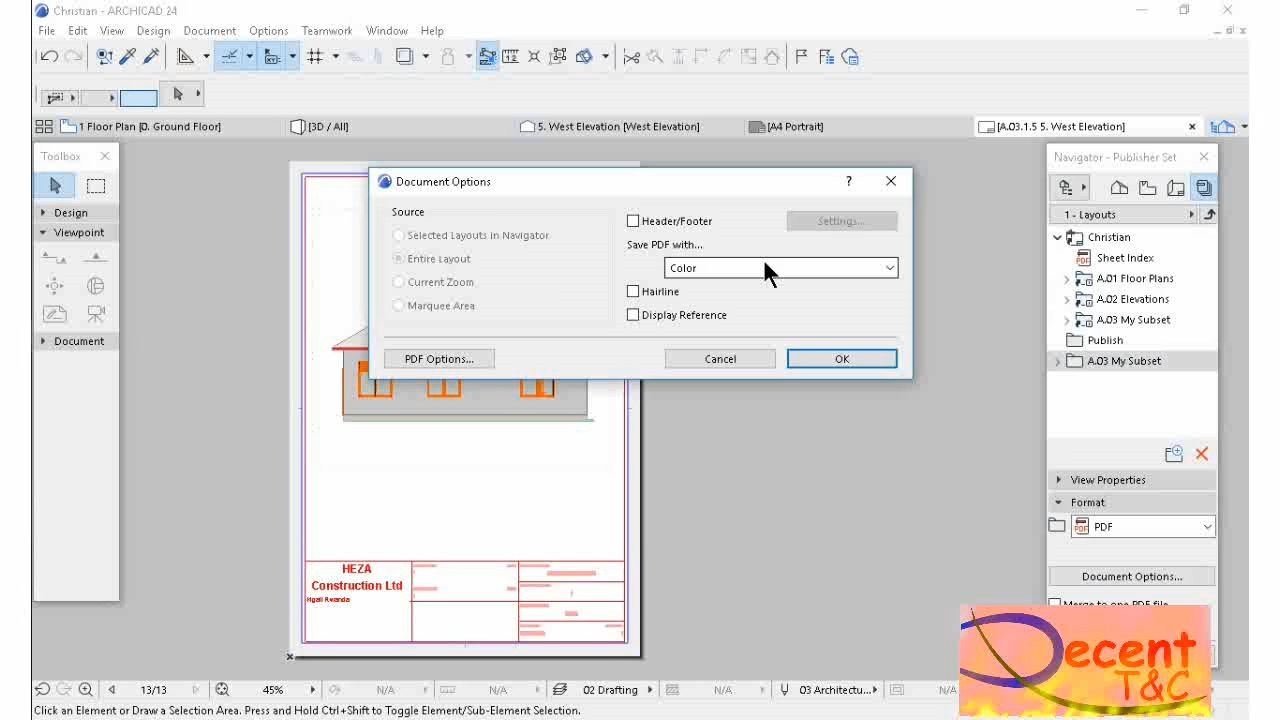 Christian - ARCHICAD 24
File Edit View Design Document Options Teamwork Window Help
1 Floor Plan [0. Ground Floor]
[3D / All]
5. West Elevation [West Elevation]
[A4 Portrait]
[A.03.1.5 5. West Elevation]
Toolbox
Design
Viewpoint
Document
Document Options
?
Source
Selected Layouts in Navigator
Entire Layout
Current Zoom
Marquee Area
Header/Footer
Settings...
Save PDF with...
Color
Hairline
Display Reference
PDF Options...
Cancel
OK
HEZA
Construction Ltd
Navigator - Publisher Set
1 - Layouts
Christian
Sheet Index
A.01 Floor Plans
A.02 Elevations
A.03 My Subset
Publish
A.03 My Subset
View Properties
Format
PDF
Document Options...
Merge to one PDF file
Decent
T&C
13/13
45%
N/A
N/A
02 Drafting
N/A
03 Architectu...
N/A
Click an Element or Draw a Selection Area. Press and Hold Ctrl+Shift to Toggle Element/Sub-Element Selection.